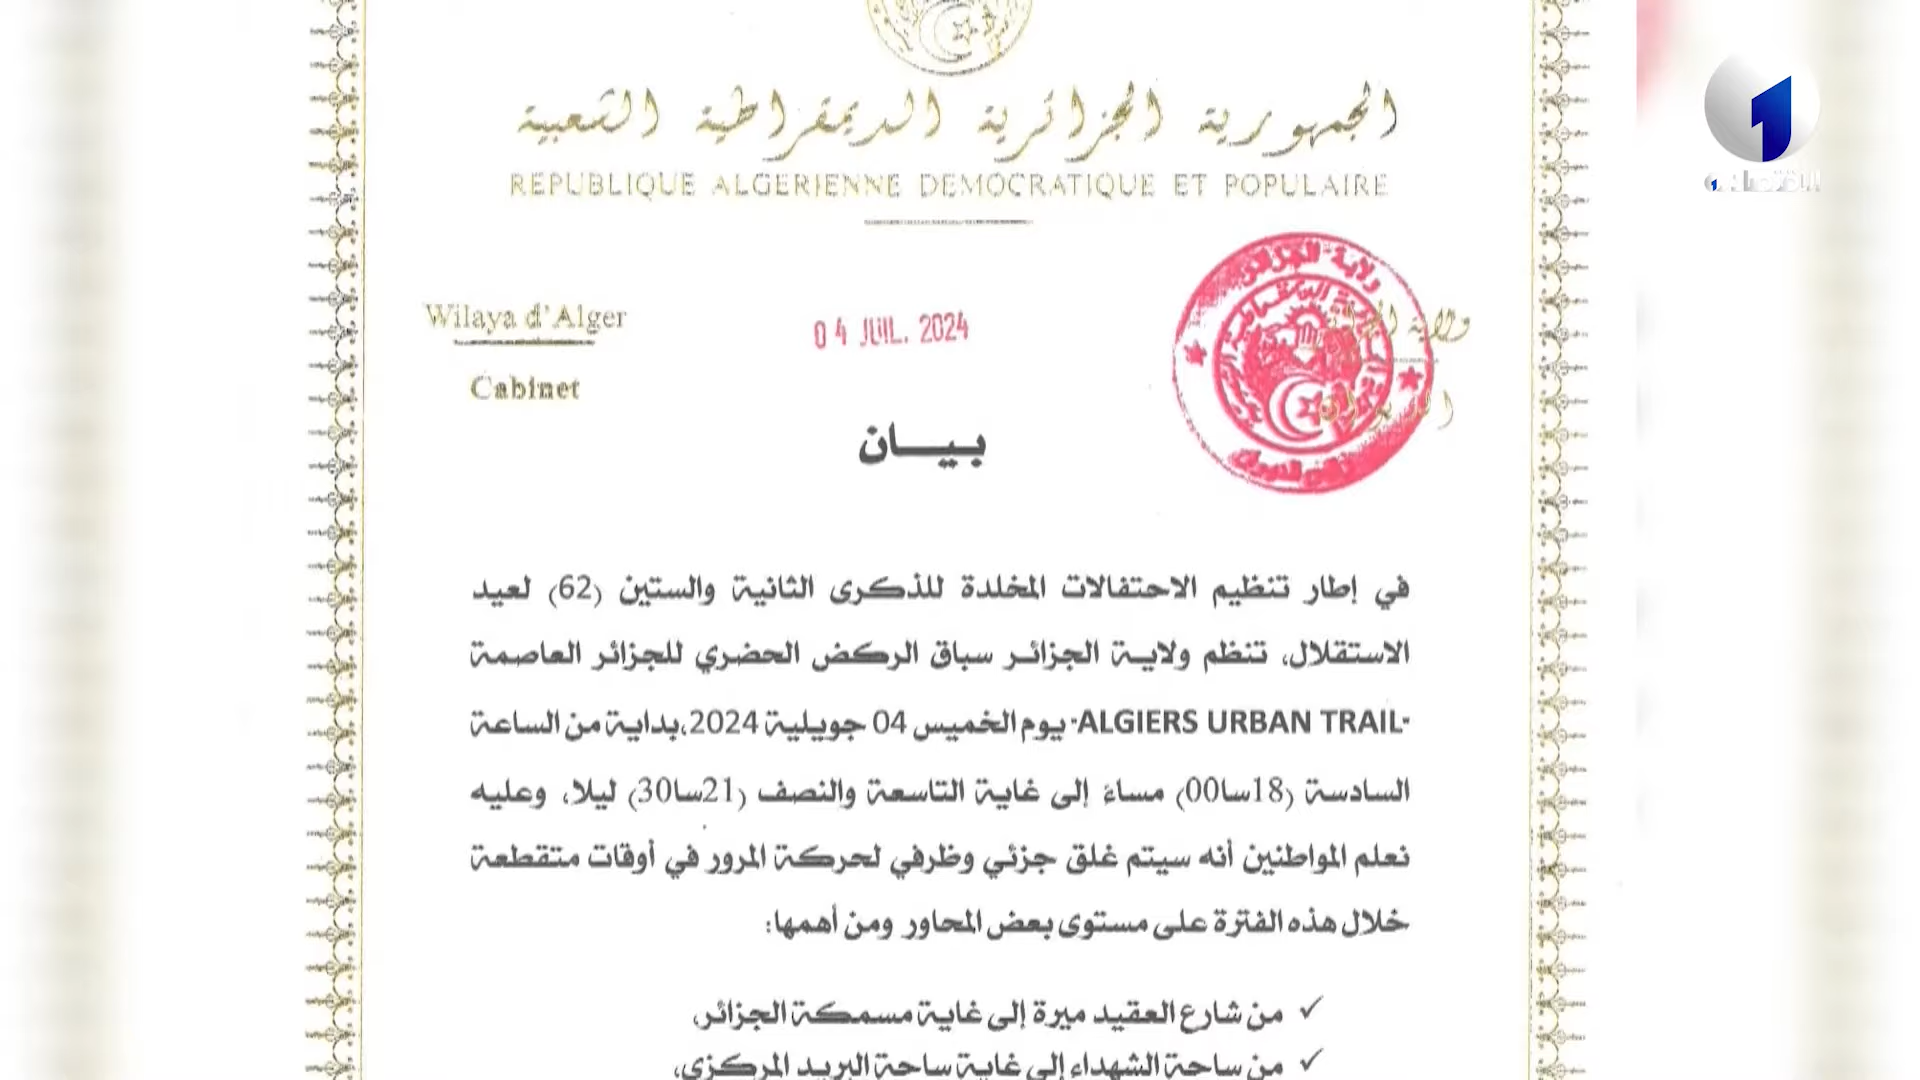 الجمهورية الجزائرية الديمقراطية الشعبية
REPUBLIQUE ALGERIENNE DEMOCRATIQUE ET POPULAIRE
ولاية
Wilaya d'Alger
04 JUIL. 2024
Cabinet
ولاية الجزائر
بيـــان
في إطار تنظيم الاحتفالات المخلدة للذكرى الثانية والستين (62) لعيد
الاستقلال، تنظم ولايـة الجزائـر سباق الركض الحضري للجزائر العاصمة
-ALGIERS URBAN TRAIL- يوم الخميس 04 جويلية 2024،بداية من الساعة
السادسة (18سا00) مساءً إلى غاية التاسعة والنصف (21سا30) ليلا، وعليه
نعلم المواطنين أنه سيتم غلق جزئي وظرفي لحركة المرور في أوقات متقطعة
خلال هذه الفترة على مستوى بعض المحاور ومن أهمها:
✓ من شارع العقيد ميرة إلى غاية مسمكة الجزائر،
✓ من ساحة الشهداء إلى غاية ساحة البريد المركزي،